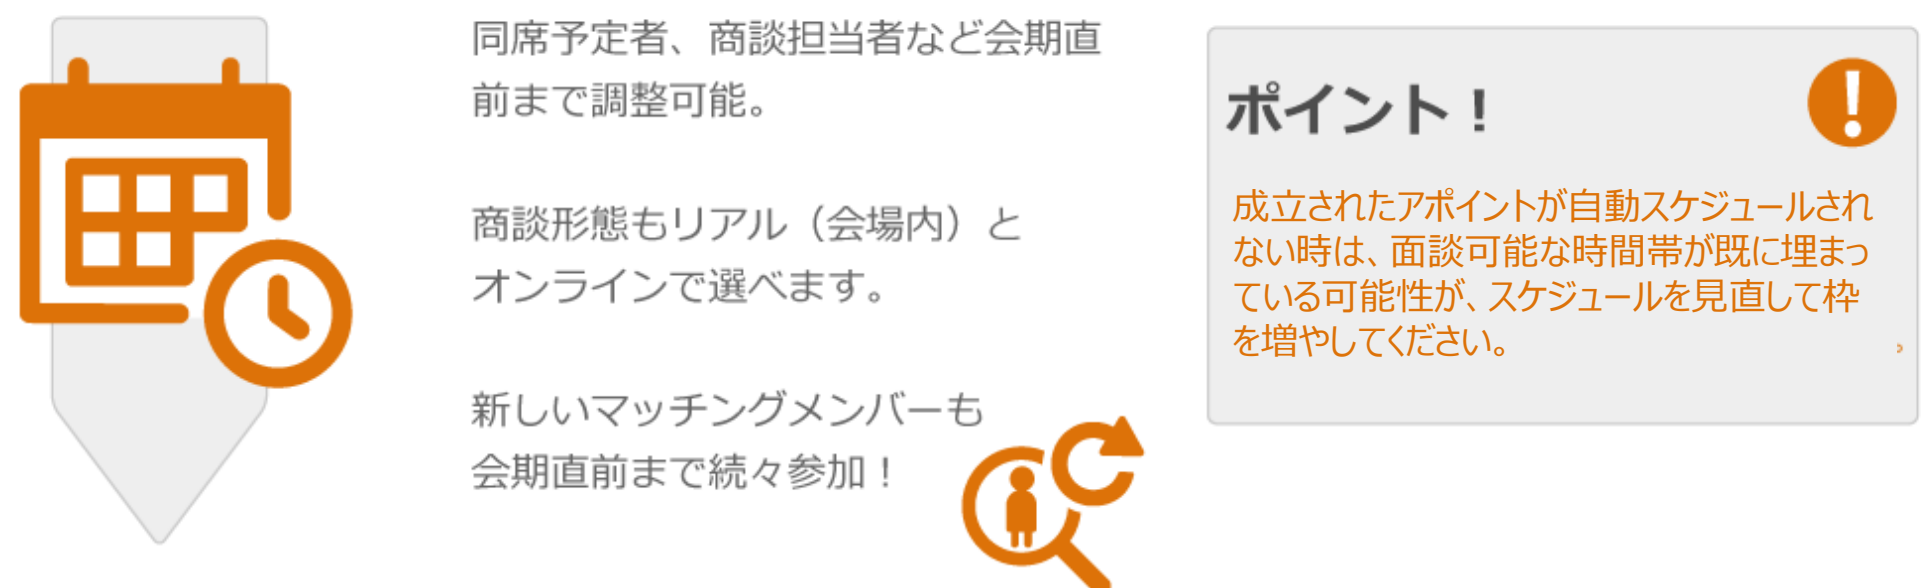 同席予定者、商談担当者など会期直
前まで調整可能。
商談形態もリアル（会場内）と
オンラインで選べます。
新しいマッチングメンバーも
会期直前まで続々参加！
ポイント！
成立されたアポイントが自動スケジュールされ
ない時は、面談可能な時間帯が既に埋まっ
ている可能性が、スケジュールを見直して枠
を増やしてください。